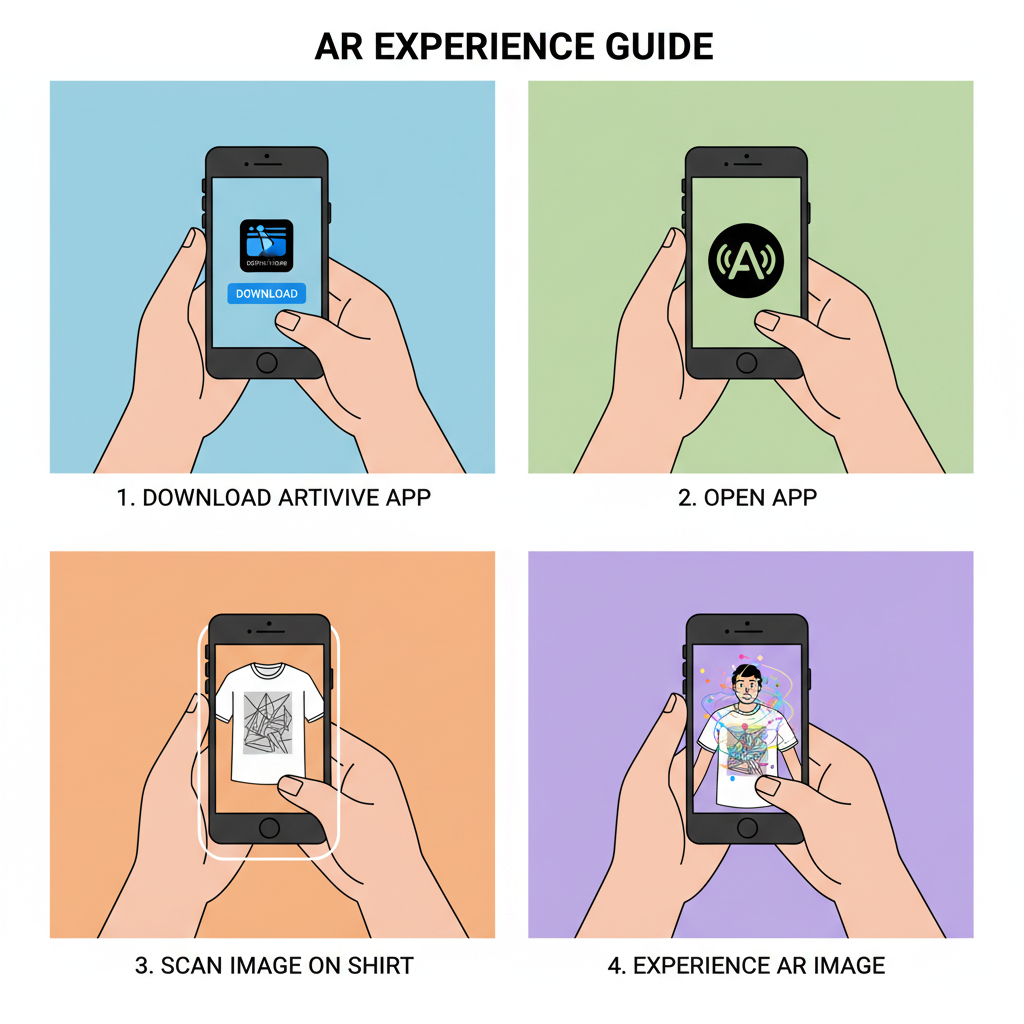 AR EXPERIENCE GUIDE
DOWNLOAD
A
1. DOWNLOAD ARTIVIVE APP
2. OPEN APP
3. SCAN IMAGE ON SHIRT
4. EXPERIENCE AR IMAGE